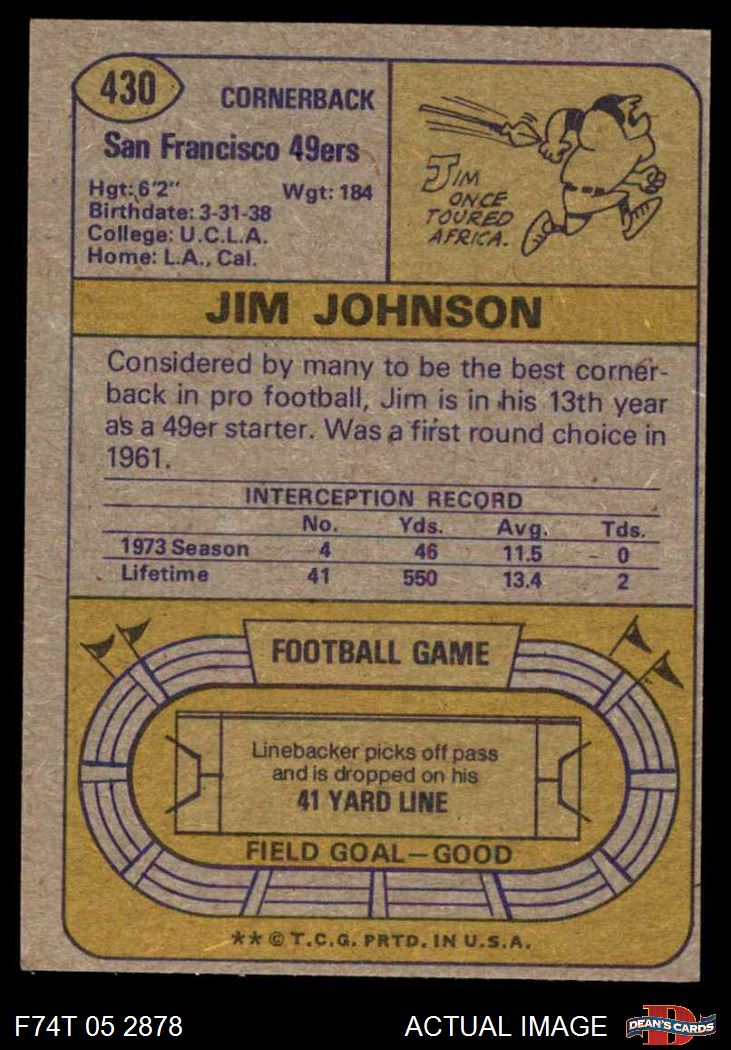 430
CORNERBACK
San Francisco 49ers
Hgt: 6'2" Wgt: 184
Birthdate: 3-31-38
College: U.C.L.A.
Home: L.A., Cal.
JIM
ONCE
TOURED
AFRICA.
JIM JOHNSON
Considered by many to be the best corner-
back in pro football, Jim is in his 13th year
as a 49er starter. Was a first round choice in
1961.
INTERCEPTION RECORD
No. Yds. Avg. Tds.
1973 Season 4 46 11.5 0
Lifetime 41 550 13.4 2
FOOTBALL GAME
Linebacker picks off pass
and is dropped on his
41 YARD LINE
FIELD GOAL—GOOD
** © T.C.G. PRTD. IN U.S.A.
F74T 05 2878 ACTUAL IMAGE
DEAN'S CARDS